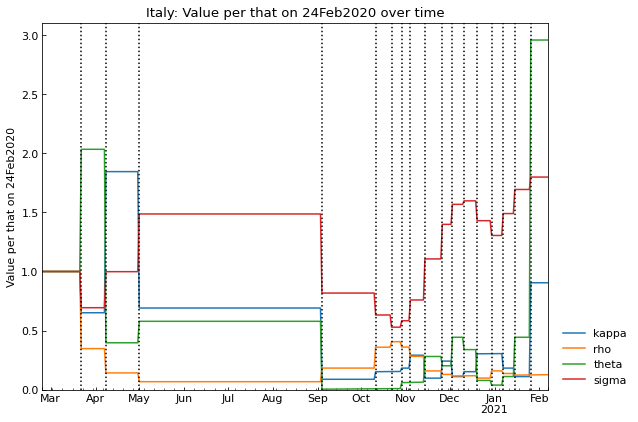 Italy: Value per that on 24Feb2020 over time
Value per that on 24Feb2020
3.0
2.5
2.0
1.5
1.0
0.5
0.0
Mar Apr May Jun Jul Aug Sep Oct Nov Dec Jan Feb
2021
kappa
rho
theta
sigma